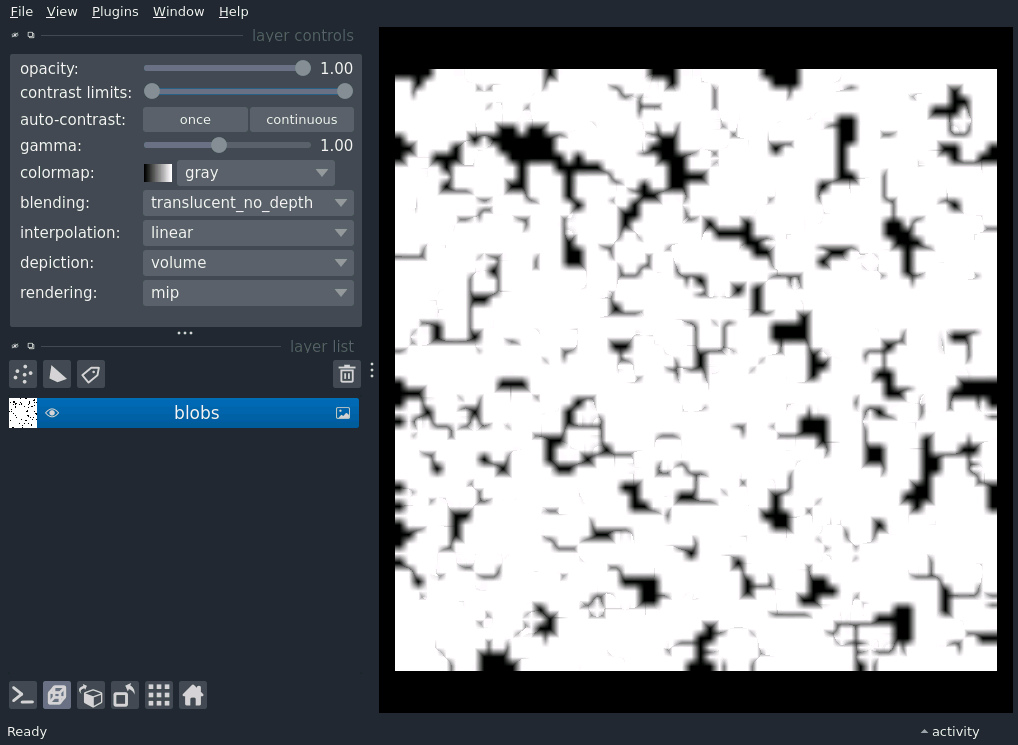 File View Plugins Window Help
layer controls
opacity: 1.00
contrast limits:
auto-contrast: once continuous
gamma: 1.00
colormap: gray
blending: translucent_no_depth
interpolation: linear
depiction: volume
rendering: mip
layer list
blobs
Ready activity